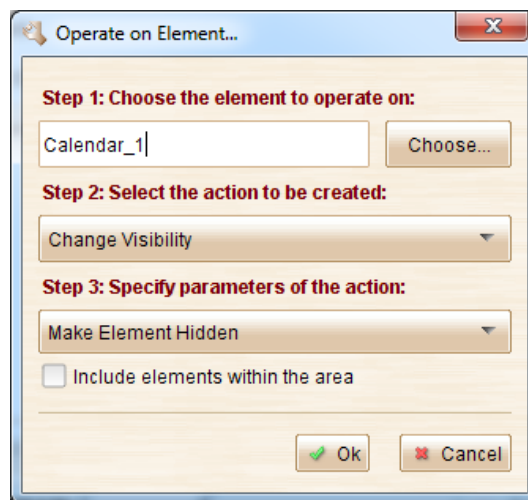 Operate on Element...
Step 1: Choose the element to operate on:
Calendar_1
Choose...
Step 2: Select the action to be created:
Change Visibility
Step 3: Specify parameters of the action:
Make Element Hidden
Include elements within the area
Ok
Cancel